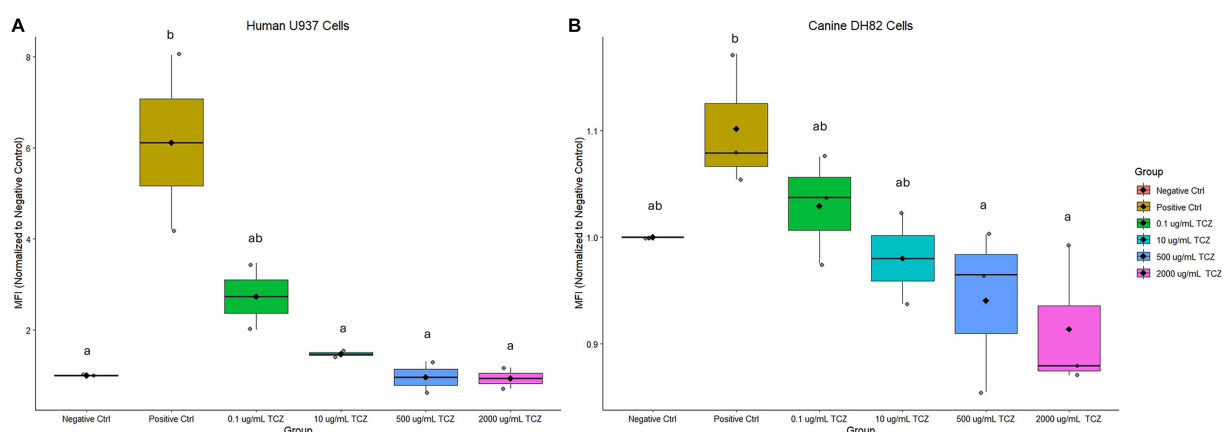 A
Human U937 Cells
MFI (Normalized to Negative Control)
8
6
4
2
a
b
ab
a
a
a
Negative Ctrl
Positive Ctrl
0.1 ug/mL TCZ
10 ug/mL TCZ
500 ug/mL TCZ
2000 ug/mL TCZ
Group
B
Canine DH82 Cells
MFI (Normalized to Negative Control)
1.1
1.0
0.9
ab
b
ab
ab
a
a
Negative Ctrl
Positive Ctrl
0.1 ug/mL TCZ
10 ug/mL TCZ
500 ug/mL TCZ
2000 ug/mL TCZ
Group
Group
Negative Ctrl
Positive Ctrl
0.1 ug/mL TCZ
10 ug/mL TCZ
500 ug/mL TCZ
2000 ug/mL TCZ